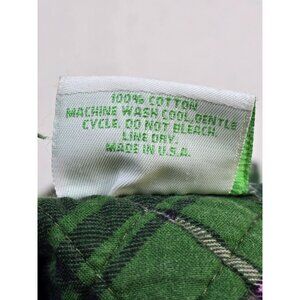 100% COTTON
MACHINE WASH COOL, GENTLE
CYCLE. DO NOT BLEACH.
LINE DRY.
MADE IN U.S.A.